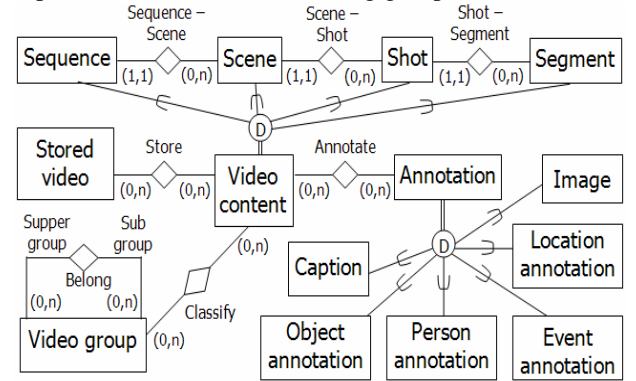 Sequence –
Scene
Scene –
Shot
Shot –
Segment
Sequence
Scene
Shot
Segment
(1,1)
(0,n)
(1,1)
(0,n)
(1,1)
(0,n)
D
Stored
video
Store
(0,n)
(0,n)
Video
content
Annotate
(0,n)
(0,n)
Annotation
Image
Supper
group
Sub
group
Belong
(0,n)
(0,n)
(0,n)
Classify
Video group
(0,n)
D
Caption
Location
annotation
Object
annotation
Person
annotation
Event
annotation